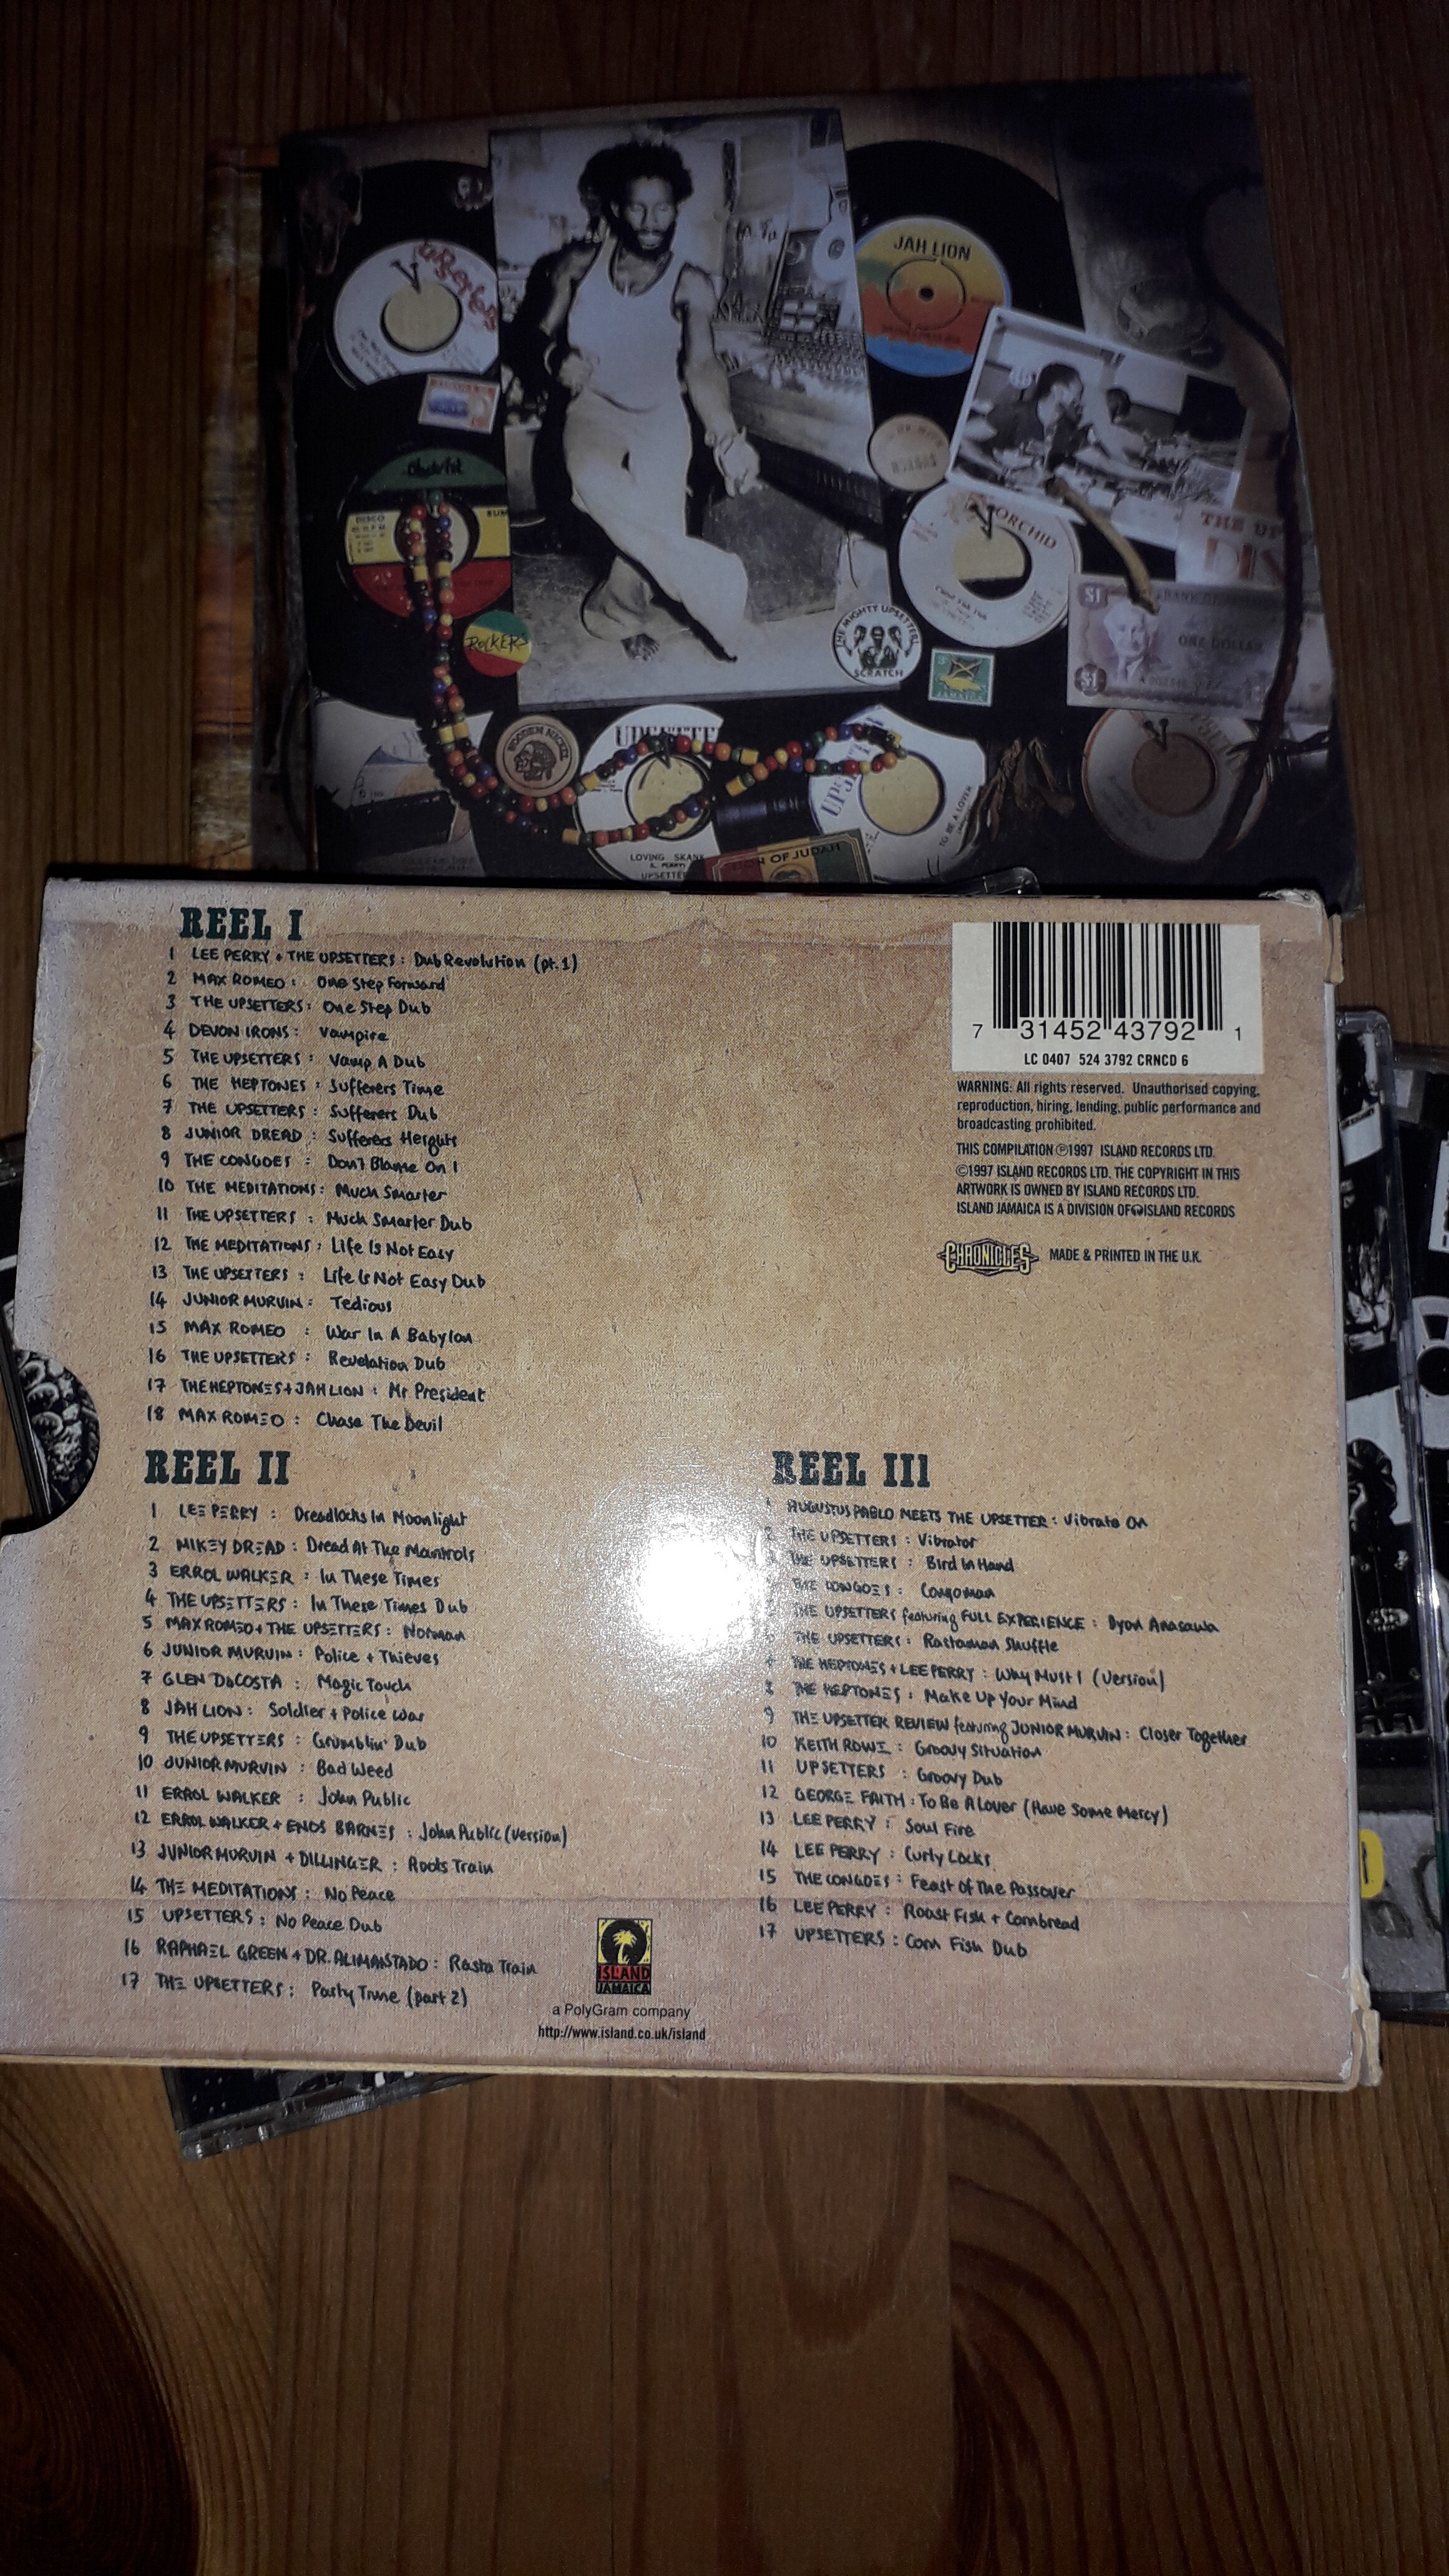 JAH LION
ORCHID
DISCO
ROCKERS
THE MIGHTY UPSETTER
SCRATCH
$1
ONE DOLLAR
$1
JAMAICA
WOODEN NICKEL
TO BE A LOVER
LOVING SKANK
OF JUDAH
REEL I
1 LEE PERRY + THE UPSETTERS : Dub Revolution (pt.1)
2 MAX ROMEO : One Step Forward
3 THE UPSETTERS : One Step Dub
4 DEVON IRONS : Vampire
5 THE UPSETTERS : Vamp A Dub
6 THE HEPTONES : Sufferers Time
7 THE UPSETTERS : Sufferers Dub
8 JUNIOR DREAD : Sufferers Heights
9 THE CONGOES : Don't Blame On I
10 THE MEDITATIONS : Much Smarter
11 THE UPSETTERS : Much Smarter Dub
12 THE MEDITATIONS : Life Is Not Easy
13 THE UPSETTERS : Life Is Not Easy Dub
14 JUNIOR MURVIN : Tedious
15 MAX ROMEO : War In A Babylon
16 THE UPSETTERS : Revelation Dub
17 THE HEPTONES + JAH LION : Mr President
18 MAX ROMEO : Chase The Devil
7 31452 43792 1
LC 0407 524 3792 CRNCD 6
WARNING: All rights reserved. Unauthorised copying,
reproduction, hiring, lending, public performance and
broadcasting prohibited.
THIS COMPILATION ℗1997 ISLAND RECORDS LTD.
©1997 ISLAND RECORDS LTD. THE COPYRIGHT IN THIS
ARTWORK IS OWNED BY ISLAND RECORDS LTD.
ISLAND JAMAICA IS A DIVISION OF ISLAND RECORDS
CHRONICLES MADE & PRINTED IN THE U.K.
REEL II
1 LEE PERRY : Dreadlocks In Moonlight
2 MIKEY DREAD : Dread At The Mantrols
3 ERROL WALKER : In These Times
4 THE UPSETTERS : In These Times Dub
5 MAX ROMEO + THE UPSETTERS : Norman
6 JUNIOR MURVIN : Police + Thieves
7 GLEN DaCOSTA : Magic Touch
8 JAH LION : Soldier + Police War
9 THE UPSETTERS : Grumblin' Dub
10 JUNIOR MURVIN : Bad Weed
11 ERROL WALKER : John Public
12 ERROL WALKER + ENOS BARNES : John Public (Version)
13 JUNIOR MURVIN + DILLINGER : Roots Train
14 THE MEDITATIONS : No Peace
15 UPSETTERS : No Peace Dub
16 RAPHAEL GREEN + DR. ALIMANTADO : Rasta Train
17 THE UPSETTERS : Party Time (part 2)
REEL III
AUGUSTUS PABLO MEETS THE UPSETTER : Vibrate On
2 THE UPSETTERS : Vibrator
THE UPSETTERS : Bird In Hand
THE CONGOES : Congoman
THE UPSETTERS featuring FULL EXPERIENCE : Dyon Anasawa
THE UPSETTERS : Rastaman Shuffle
7 THE HEPTONES + LEE PERRY : Why Must I (Version)
8 THE HEPTONES : Make Up Your Mind
9 THE UPSETTER REVIEW featuring JUNIOR MURVIN : Closer Together
10 KEITH ROWE : Groovy Situation
11 UPSETTERS : Groovy Dub
12 GEORGE FAITH : To Be A Lover (Have Some Mercy)
13 LEE PERRY : Soul Fire
14 LEE PERRY : Curly Locks
15 THE CONGOES : Feast Of The Passover
16 LEE PERRY : Roast Fish + Cornbread
17 UPSETTERS : Corn Fish Dub
ISLAND
JAMAICA
a PolyGram company
http://www.island.co.uk/island